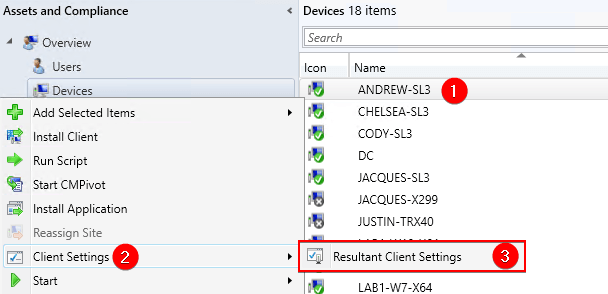 Assets and Compliance
Overview
Users
Devices
Add Selected Items
Install Client
Run Script
Start CMPivot
Install Application
Reassign Site
Client Settings 2
Start
Devices 18 items
Search
Icon Name
ANDREW-SL3 1
CHELSEA-SL3
CODY-SL3
DC
JACQUES-SL3
JACQUES-X299
JUSTIN-TRX40
Resultant Client Settings 3
LAB1-W7-X64